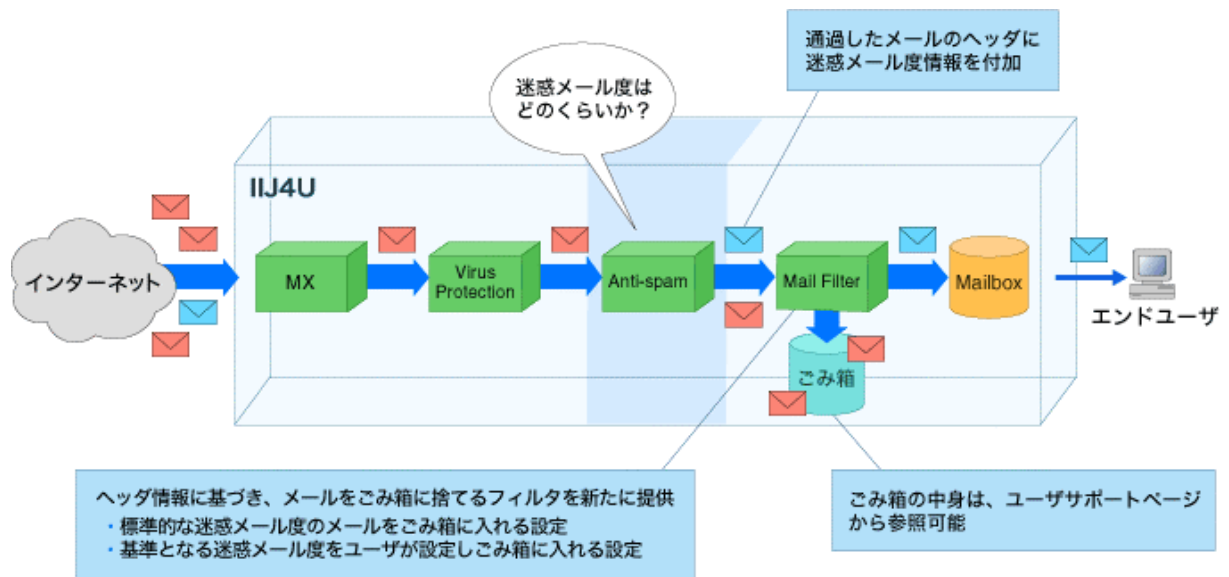 通過したメールのヘッダに
迷惑メール度情報を付加
迷惑メール度は
どのくらいか？
IIJ4U
インターネット
MX
Virus
Protection
Anti-spam
Mail Filter
Mailbox
エンドユーザ
ごみ箱
ヘッダ情報に基づき、メールをごみ箱に捨てるフィルタを新たに提供
・標準的な迷惑メール度のメールをごみ箱に入れる設定
・基準となる迷惑メール度をユーザが設定しごみ箱に入れる設定
ごみ箱の中身は、ユーザサポートページ
から参照可能